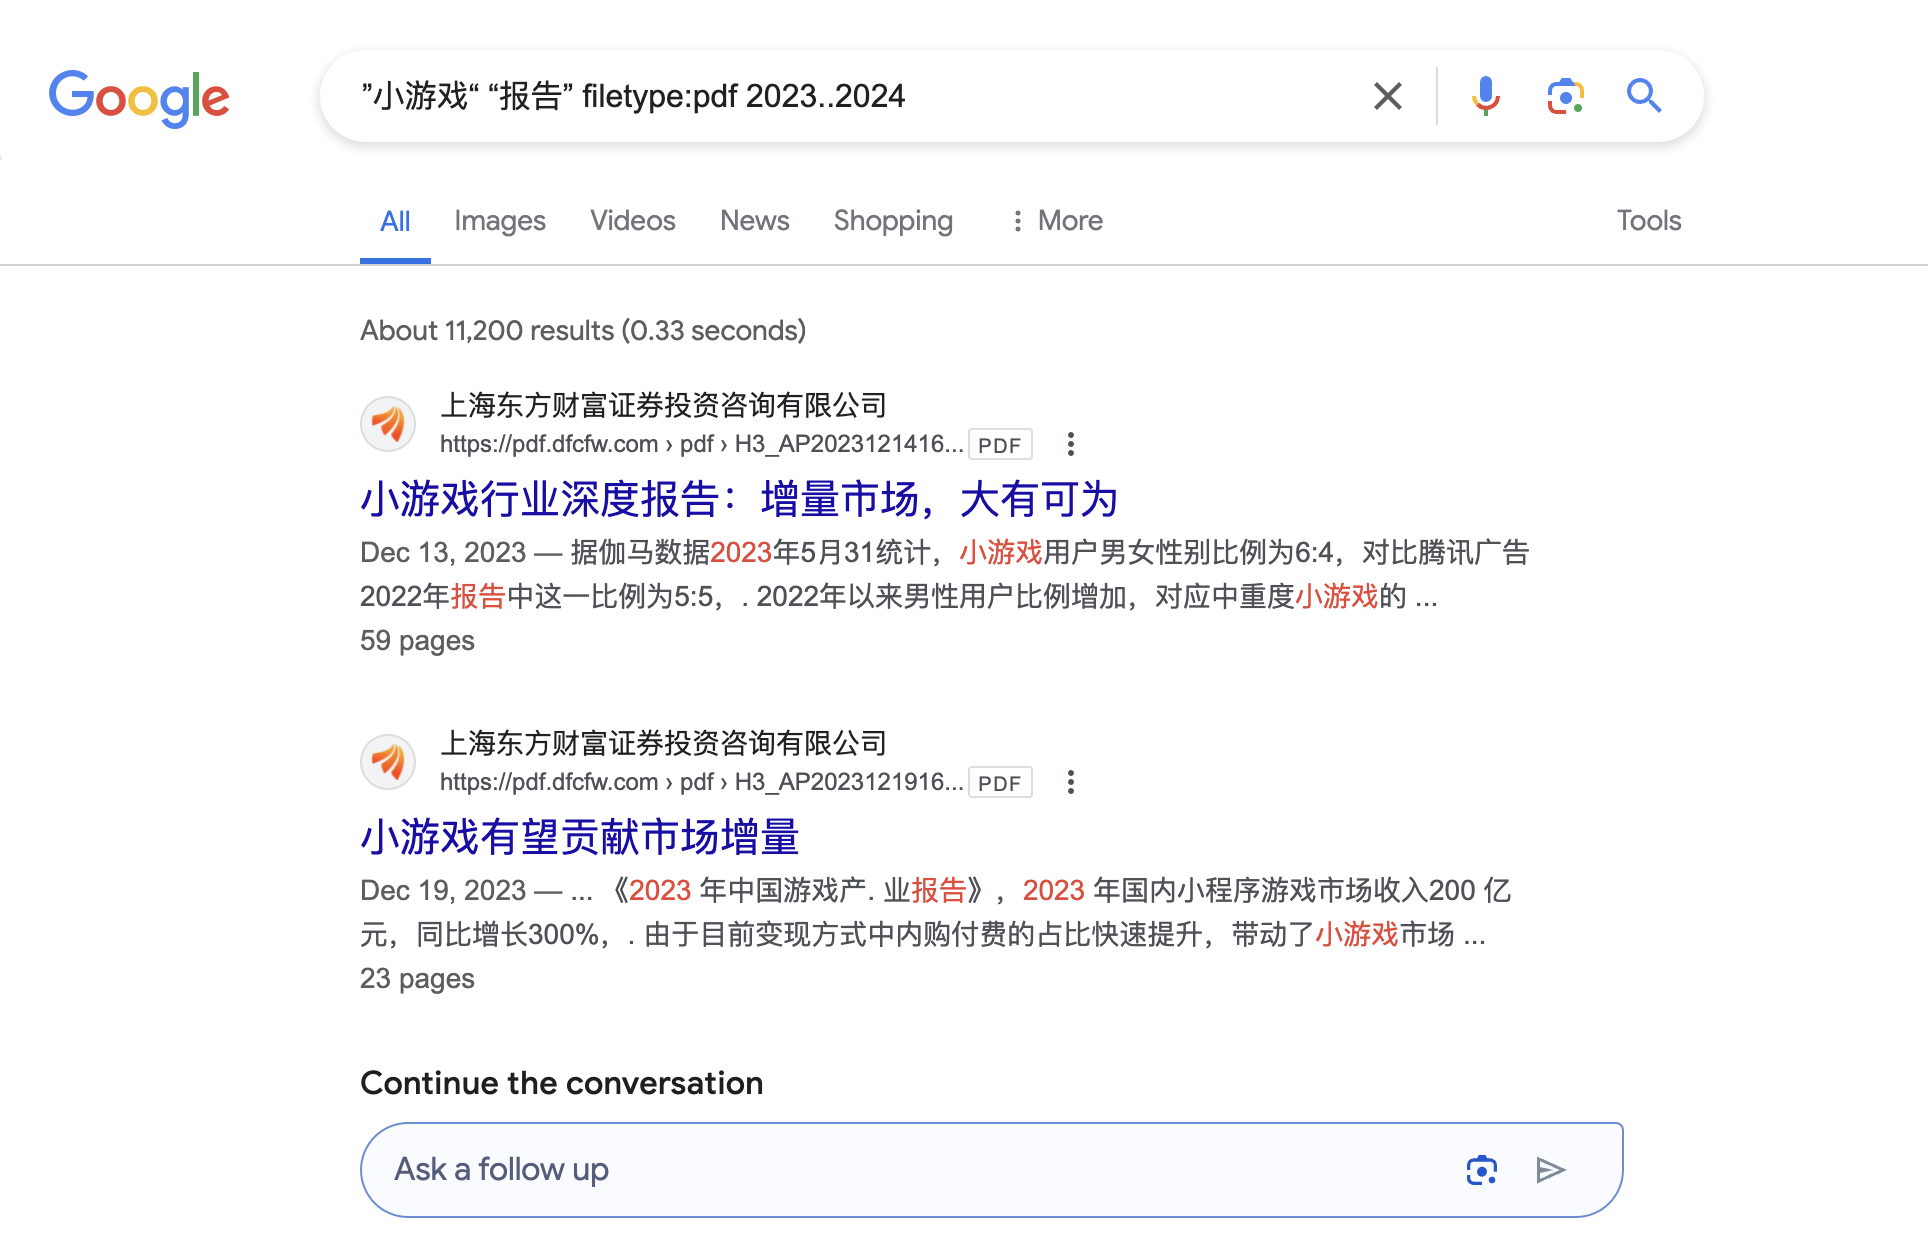 Google
”小游戏“ “报告” filetype:pdf 2023..2024
All Images Videos News Shopping More Tools
About 11,200 results (0.33 seconds)
上海东方财富证券投资咨询有限公司
https://pdf.dfcfw.com › pdf › H3_AP2023121416... PDF
小游戏行业深度报告：增量市场，大有可为
Dec 13, 2023 — 据伽马数据2023年5月31统计，小游戏用户男女性别比例为6:4，对比腾讯广告
2022年报告中这一比例为5:5，. 2022年以来男性用户比例增加，对应中重度小游戏的 ...
59 pages
上海东方财富证券投资咨询有限公司
https://pdf.dfcfw.com › pdf › H3_AP2023121916... PDF
小游戏有望贡献市场增量
Dec 19, 2023 — ... 《2023 年中国游戏产. 业报告》，2023 年国内小程序游戏市场收入200 亿
元，同比增长300%，. 由于目前变现方式中内购付费的占比快速提升，带动了小游戏市场 ...
23 pages
Continue the conversation
Ask a follow up